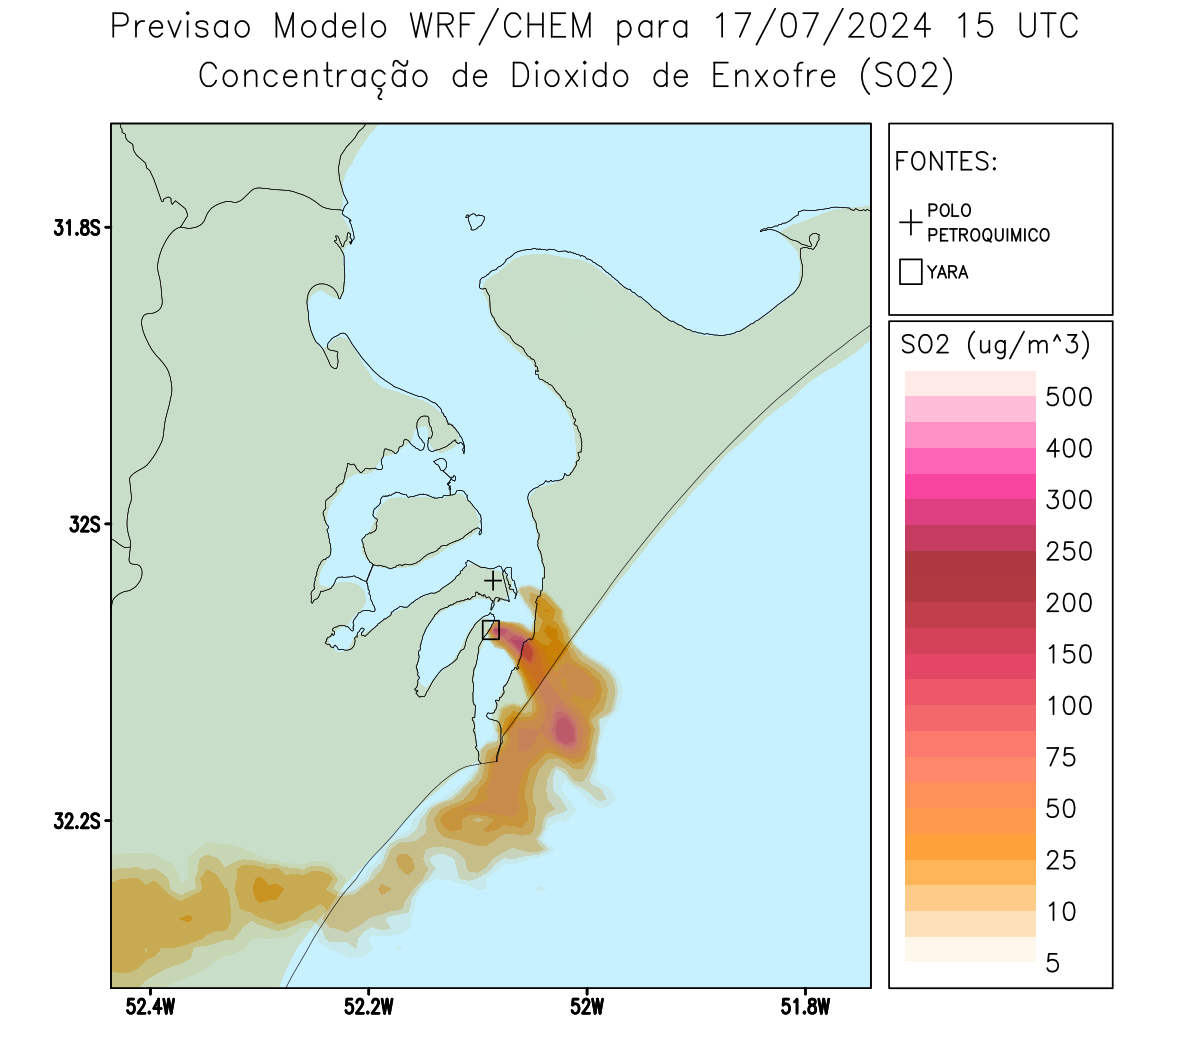 Previsao Modelo WRF/CHEM para 17/07/2024 15 UTC
Concentração de Dioxido de Enxofre (SO2)
FONTES:
POLO
PETROQUIMICO
YARA
31.8S
32S
32.2S
52.4W
52.2W
52W
51.8W
SO2 (ug/m^3)
500
400
300
250
200
150
100
75
50
25
10
5